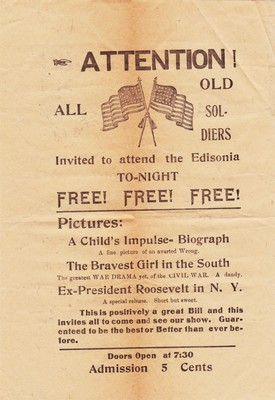 ☛ ATTENTION!
ALL OLD SOL-
DIERS
Invited to attend the Edisonia
TO-NIGHT
FREE! FREE! FREE!
Pictures:
A Child's Impulse- Biograph
A fine picture of an averted Wrong.
The Bravest Girl in the South
The greatest WAR DRAMA yet, of the CIVIL WAR. A dandy.
Ex-President Roosevelt in N. Y.
A special release. Short but sweet.
This is positively a great Bill and this
invites all to come and see our show. Guar-
enteed to be the best or Better than ever be-
fore.
Doors Open at 7:30
Admission 5 Cents